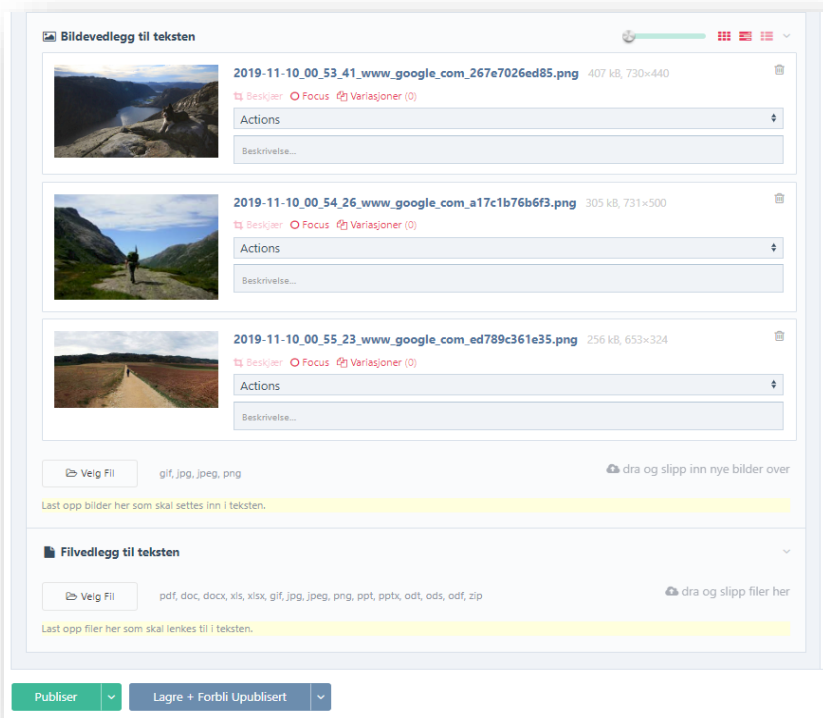 Bildevedlegg til teksten
2019-11-10_00_53_41_www_google_com_267e7026ed85.png 407 kB, 730×440
Beskjær Focus Variasjoner (0)
Actions
Beskrivelse...
2019-11-10_00_54_26_www_google_com_a17c1b76b6f3.png 305 kB, 731×500
Beskjær Focus Variasjoner (0)
Actions
Beskrivelse...
2019-11-10_00_55_23_www_google_com_ed789c361e35.png 256 kB, 653×324
Beskjær Focus Variasjoner (0)
Actions
Beskrivelse...
Velg Fil gif, jpg, jpeg, png dra og slipp inn nye bilder over
Last opp bilder her som skal settes inn i teksten.
Filvedlegg til teksten
Velg Fil pdf, doc, docx, xls, xlsx, gif, jpg, jpeg, png, ppt, pptx, odt, ods, odf, zip dra og slipp filer her
Last opp filer her som skal lenkes til i teksten.
Publiser Lagre + Forbli Upublisert